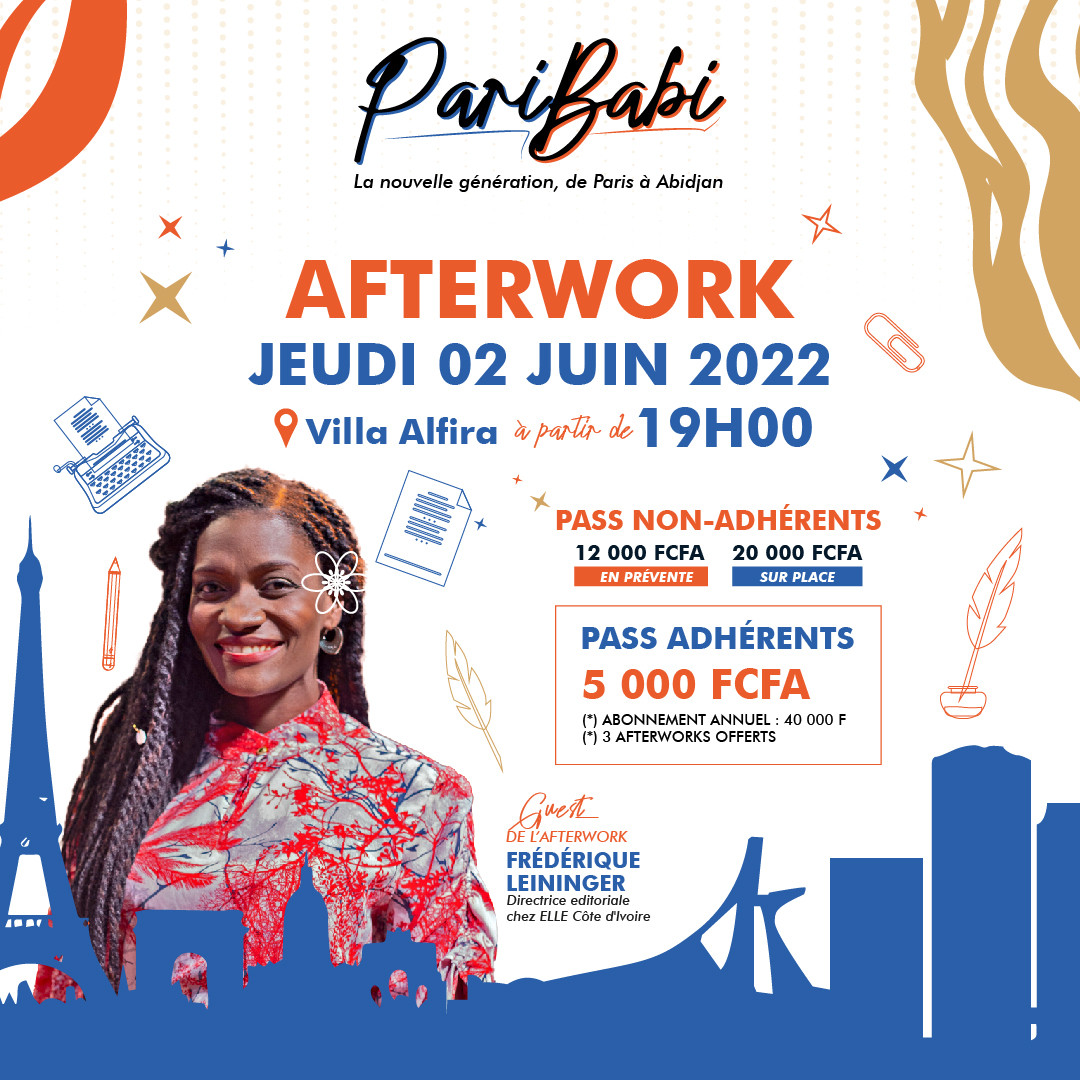 PariBabi
La nouvelle génération, de Paris à Abidjan
AFTERWORK
JEUDI 02 JUIN 2022
Villa Alfira à partir de 19H00
PASS NON-ADHÉRENTS
12 000 FCFA 20 000 FCFA
EN PRÉVENTE SUR PLACE
PASS ADHÉRENTS
5 000 FCFA
(*) ABONNEMENT ANNUEL : 40 000 F
(*) 3 AFTERWORKS OFFERTS
Guest
DE L'AFTERWORK
FRÉDÉRIQUE
LEININGER
Directrice editoriale
chez ELLE Côte d'Ivoire